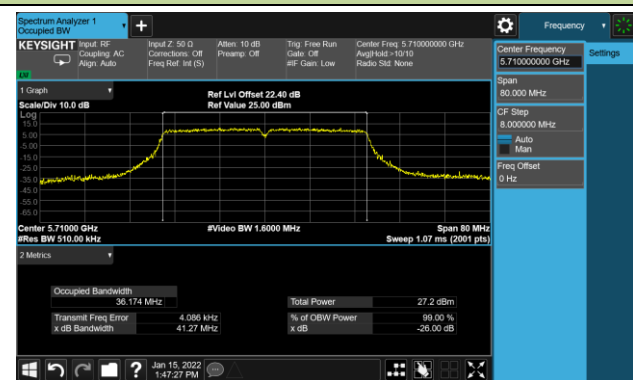 Spectrum Analyzer 1
Occupied BW
+
Frequency
KEYSIGHT
Input: RF
Coupling: AC
Align: Auto
Input Z: 50 Ω
Corrections: Off
Freq Ref: Int (S)
Atten: 10 dB
Preamp: Off
Trig: Free Run
Gate: Off
#IF Gain: Low
Center Freq: 5.710000000 GHz
Avg|Hold:>10/10
Radio Std: None
LXI
Center Frequency
5.710000000 GHz
Settings
Span
80.000 MHz
CF Step
8.000000 MHz
Auto
Man
Freq Offset
0 Hz
1 Graph
Scale/Div 10.0 dB
Ref Lvl Offset 22.40 dB
Ref Value 25.00 dBm
Log
15.0
5.00
-5.00
-15.0
-25.0
-35.0
-45.0
-55.0
-65.0
Center 5.71000 GHz
#Video BW 1.6000 MHz
Span 80 MHz
#Res BW 510.00 kHz
Sweep 1.07 ms (2001 pts)
2 Metrics
Occupied Bandwidth
36.174 MHz
Total Power 27.2 dBm
Transmit Freq Error 4.086 kHz
% of OBW Power 99.00 %
x dB Bandwidth 41.27 MHz
x dB -26.00 dB
?
Jan 15, 2022
1:47:27 PM